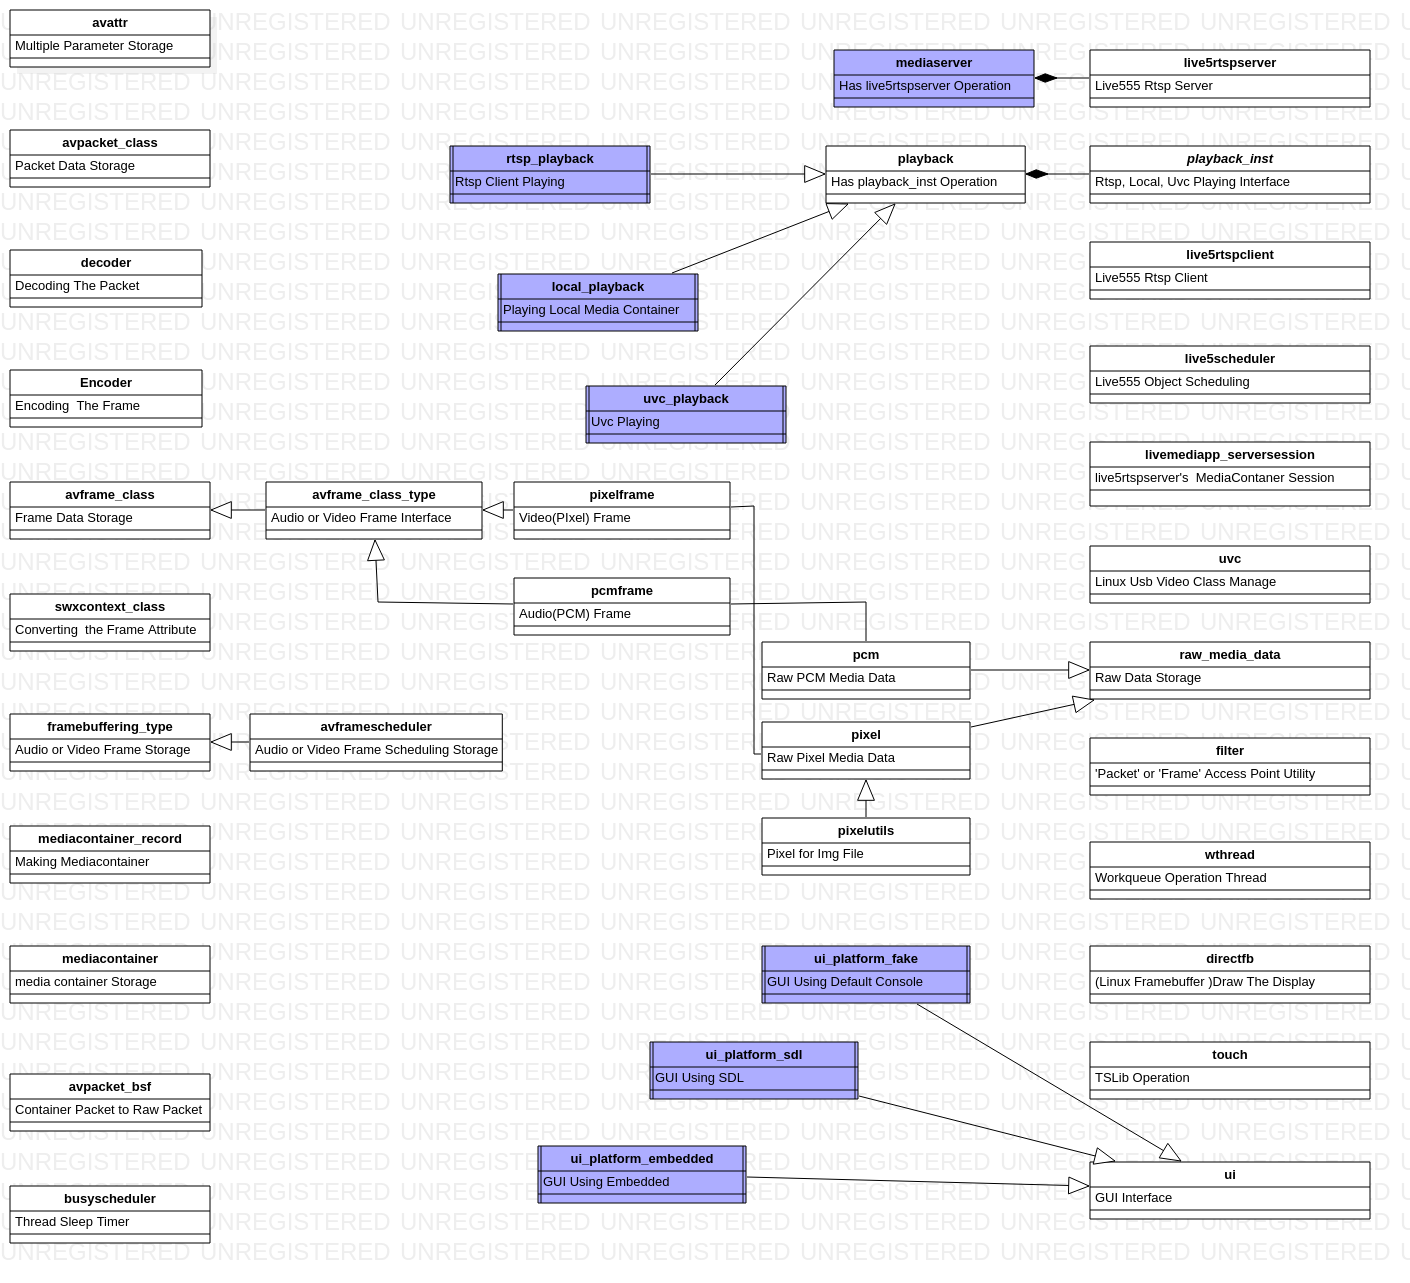 avattr
Multiple Parameter Storage
mediaserver
Has live5rtspserver Operation
live5rtspserver
Live555 Rtsp Server
avpacket_class
Packet Data Storage
rtsp_playback
Rtsp Client Playing
playback
Has playback_inst Operation
playback_inst
Rtsp, Local, Uvc Playing Interface
decoder
Decoding The Packet
local_playback
Playing Local Media Container
live5rtspclient
Live555 Rtsp Client
live5scheduler
Live555 Object Scheduling
Encoder
Encoding  The Frame
uvc_playback
Uvc Playing
livemediapp_serversession
live5rtspserver's  MediaContaner Session
avframe_class
Frame Data Storage
avframe_class_type
Audio or Video Frame Interface
pixelframe
Video(PIxel) Frame
uvc
Linux Usb Video Class Manage
swxcontext_class
Converting  the Frame Attribute
pcmframe
Audio(PCM) Frame
pcm
Raw PCM Media Data
raw_media_data
Raw Data Storage
framebuffering_type
Audio or Video Frame Storage
avframescheduler
Audio or Video Frame Scheduling Storage
pixel
Raw Pixel Media Data
filter
'Packet' or 'Frame' Access Point Utility
mediacontainer_record
Making Mediacontainer
pixelutils
Pixel for Img File
wthread
Workqueue Operation Thread
mediacontainer
media container Storage
ui_platform_fake
GUI Using Default Console
directfb
(Linux Framebuffer )Draw The Display
avpacket_bsf
Container Packet to Raw Packet
ui_platform_sdl
GUI Using SDL
touch
TSLib Operation
busyscheduler
Thread Sleep Timer
ui_platform_embedded
GUI Using Embedded
ui
GUI Interface
UNREGISTERED